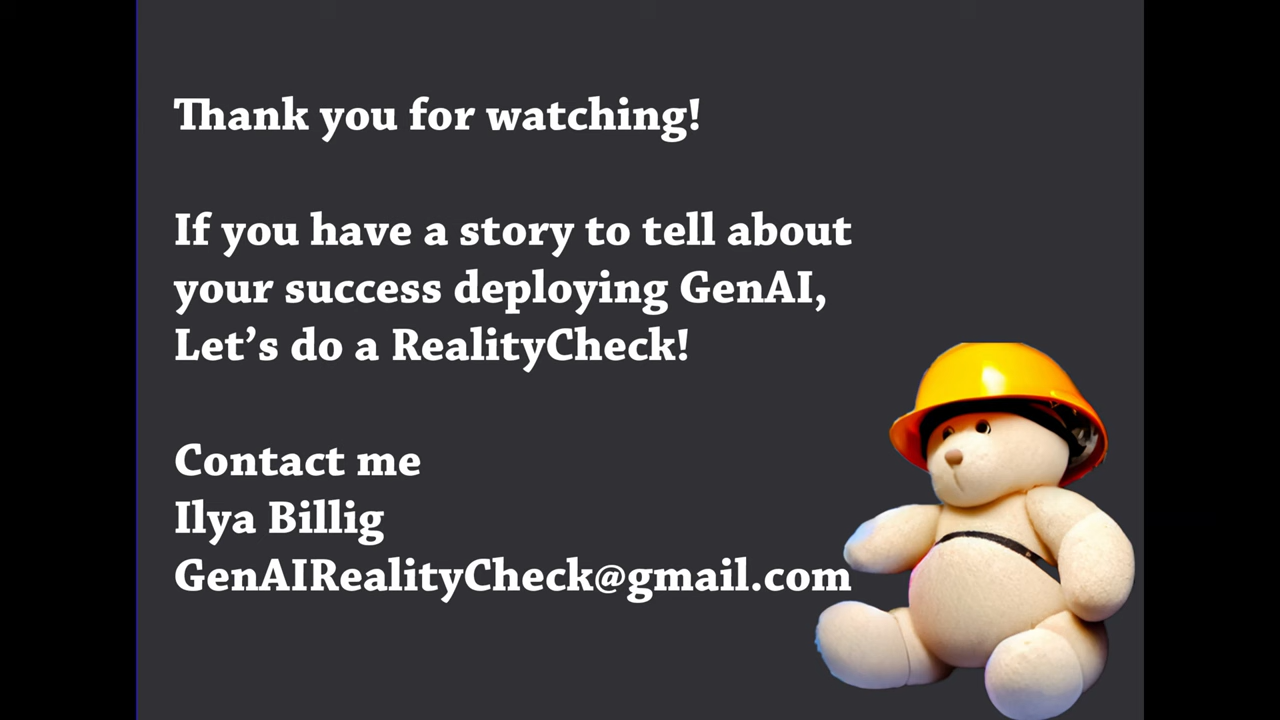 Thank you for watching!
If you have a story to tell about
your success deploying GenAI,
Let’s do a RealityCheck!
Contact me
Ilya Billig
GenAIRealityCheck@gmail.com